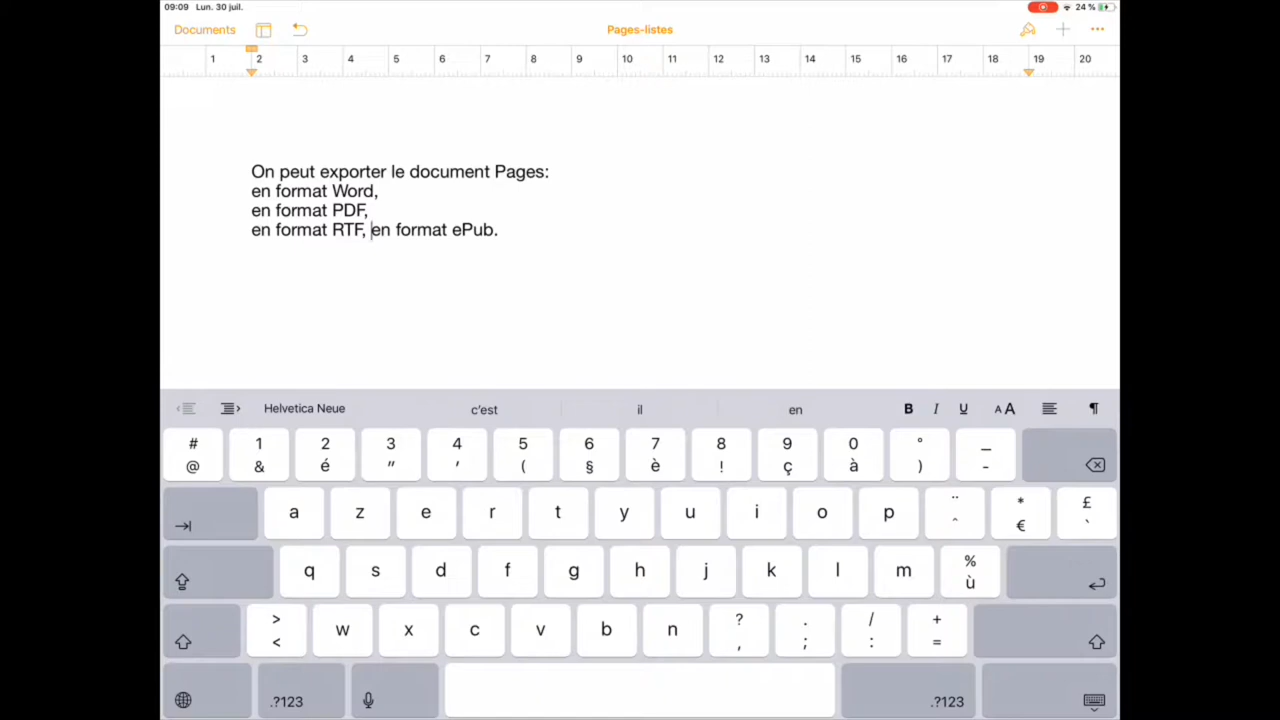 09:09 Lun. 30 juil. 24 %
Documents Pages-listes
1 2 3 4 5 6 7 8 9 10 11 12 13 14 15 16 17 18 19 20
On peut exporter le document Pages:
en format Word,
en format PDF,
en format RTF, en format ePub.
Helvetica Neue c'est il en B I U A A ¶
# 1 2 3 4 5 6 7 8 9 0 ° _
@ & é " ' ( § è ! ç à ) -
a z e r t y u i o p ¨ * £
^ € `
q s d f g h j k l m % 
ù
> w x c v b n ? . / +
< , ; : =
.?123 .?123